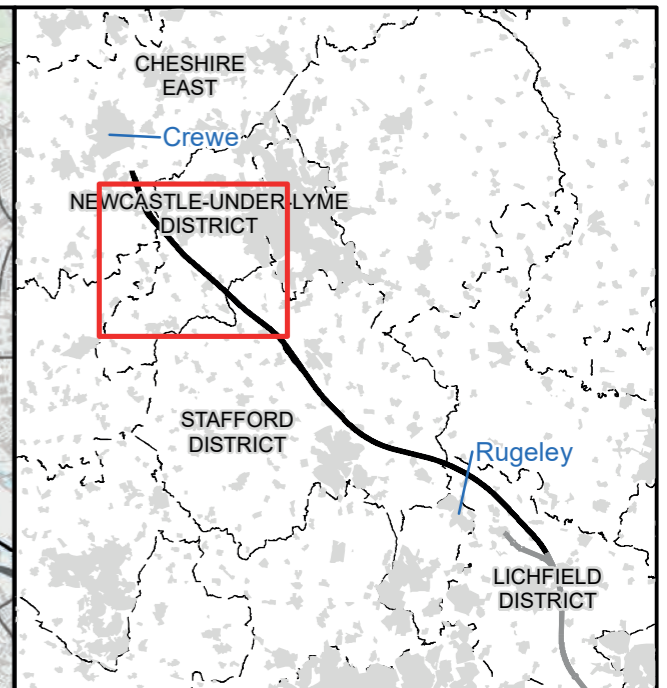 CHESHIRE
EAST
Crewe
NEWCASTLE-UNDER-LYME
DISTRICT
STAFFORD
DISTRICT
Rugeley
LICHFIELD
DISTRICT